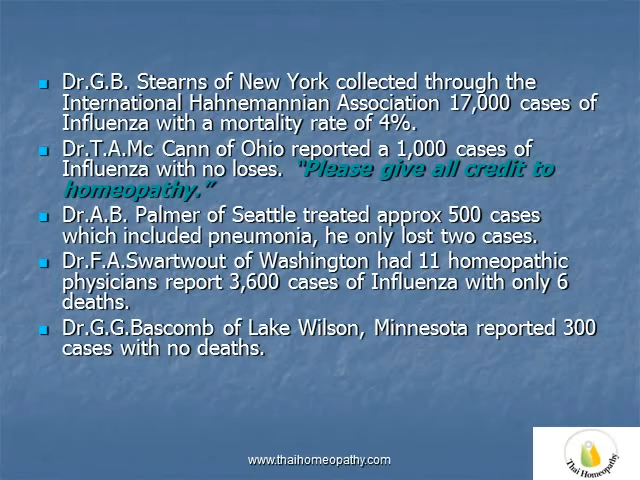 Dr.G.B. Stearns of New York collected through the
International Hahnemannian Association 17,000 cases of
Influenza with a mortality rate of 4%.
Dr.T.A.Mc Cann of Ohio reported a 1,000 cases of
Influenza with no loses. "Please give all credit to
homeopathy."
Dr.A.B. Palmer of Seattle treated approx 500 cases
which included pneumonia, he only lost two cases.
Dr.F.A.Swartwout of Washington had 11 homeopathic
physicians report 3,600 cases of Influenza with only 6
deaths.
Dr.G.G.Bascomb of Lake Wilson, Minnesota reported 300
cases with no deaths.
www.thaihomeopathy.com
Thai Homeopathy